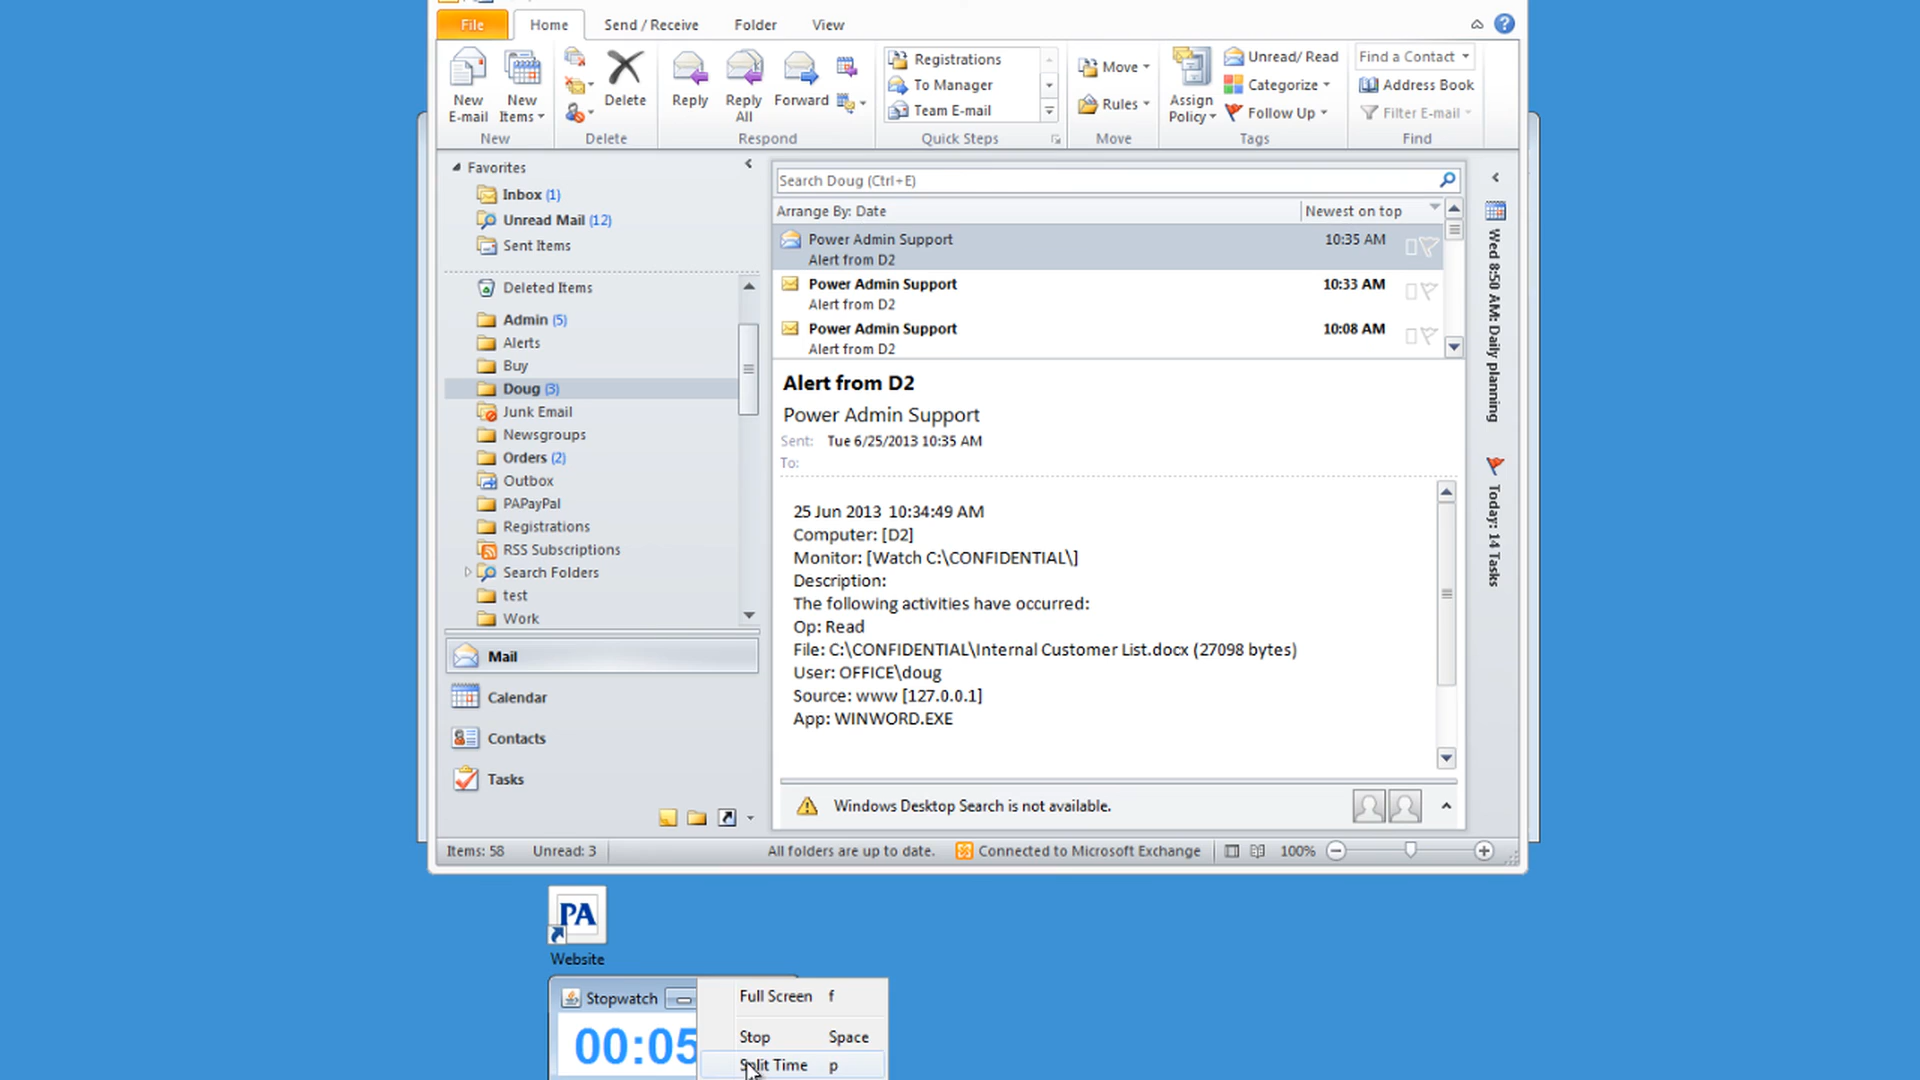 File Home Send / Receive Folder View
New E-mail New Items Delete Reply Reply All Forward
Registrations
To Manager
Team E-mail
Move
Rules
Assign Policy
Unread/ Read
Categorize
Follow Up
Find a Contact
Address Book
Filter E-mail
New Delete Respond Quick Steps Move Tags Find
Favorites
Inbox (1)
Unread Mail (12)
Sent Items
Deleted Items
Admin (5)
Alerts
Buy
Doug (3)
Junk Email
Newsgroups
Orders (2)
Outbox
PAPayPal
Registrations
RSS Subscriptions
Search Folders
test
Work
Mail
Calendar
Contacts
Tasks
Search Doug (Ctrl+E)
Arrange By: Date Newest on top
Power Admin Support 10:35 AM
Alert from D2
Power Admin Support 10:33 AM
Alert from D2
Power Admin Support 10:08 AM
Alert from D2
Alert from D2
Power Admin Support
Sent: Tue 6/25/2013 10:35 AM
To:
25 Jun 2013 10:34:49 AM
Computer: [D2]
Monitor: [Watch C:\CONFIDENTIAL\]
Description:
The following activities have occurred:
Op: Read
File: C:\CONFIDENTIAL\Internal Customer List.docx (27098 bytes)
User: OFFICE\doug
Source: www [127.0.0.1]
App: WINWORD.EXE
Windows Desktop Search is not available.
Wed 8:50 AM: Daily planning
Today: 14 Tasks
Items: 58 Unread: 3 All folders are up to date. Connected to Microsoft Exchange 100%
PA
Website
Stopwatch
00:05
Full Screen f
Stop Space
Split Time p